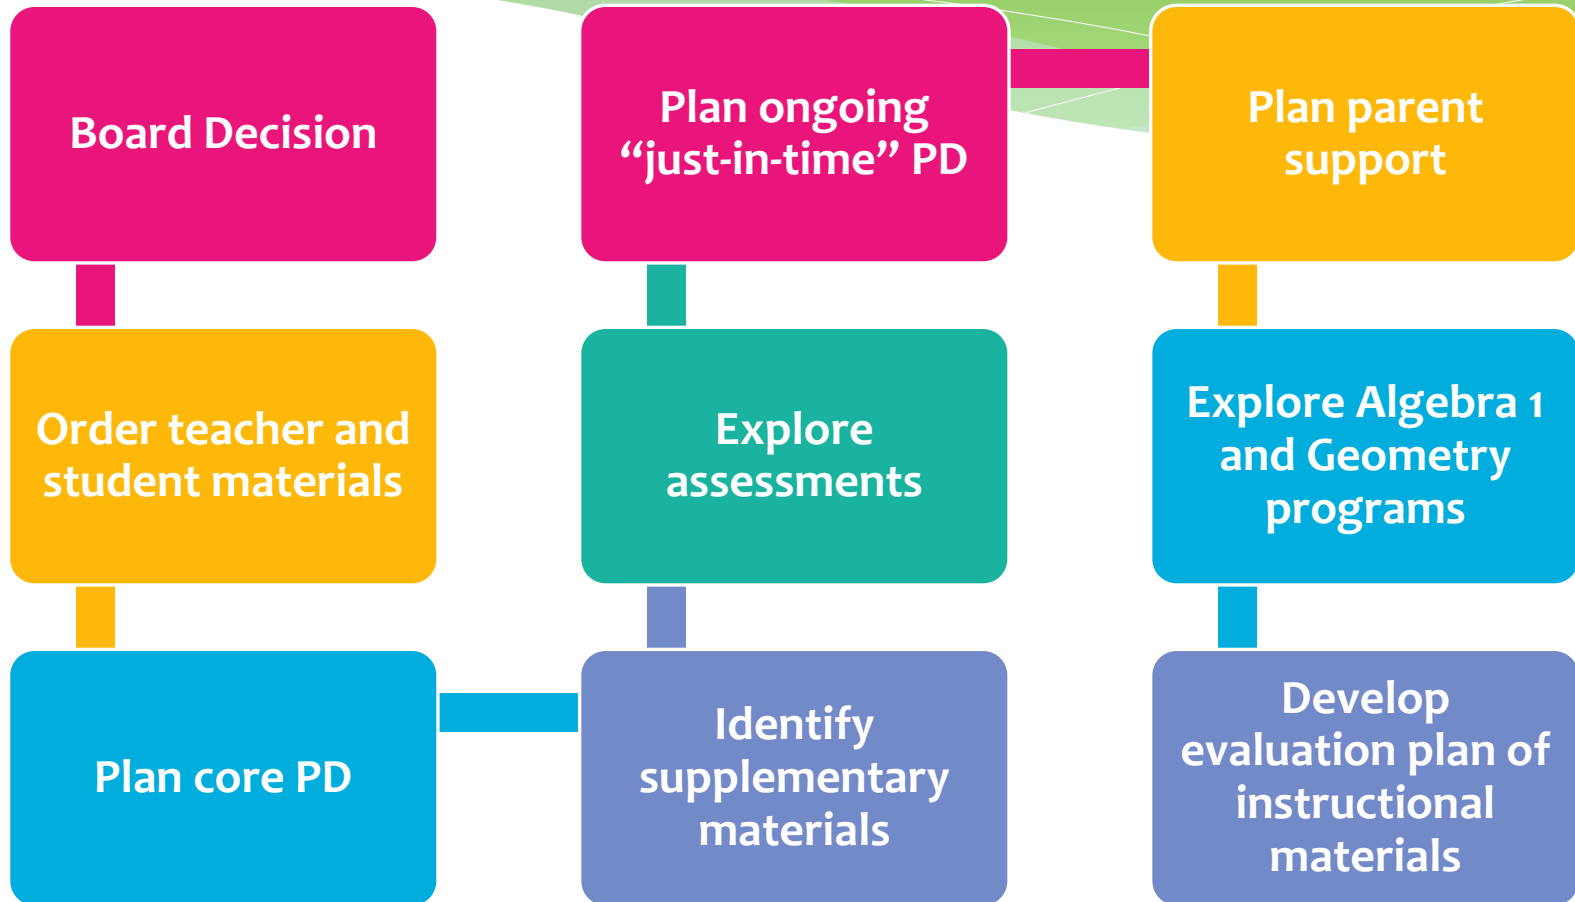 Board Decision
Order teacher and
student materials
Plan core PD
Identify
supplementary
materials
Explore
assessments
Plan ongoing
“just-in-time” PD
Plan parent
support
Explore Algebra 1
and Geometry
programs
Develop
evaluation plan of
instructional
materials